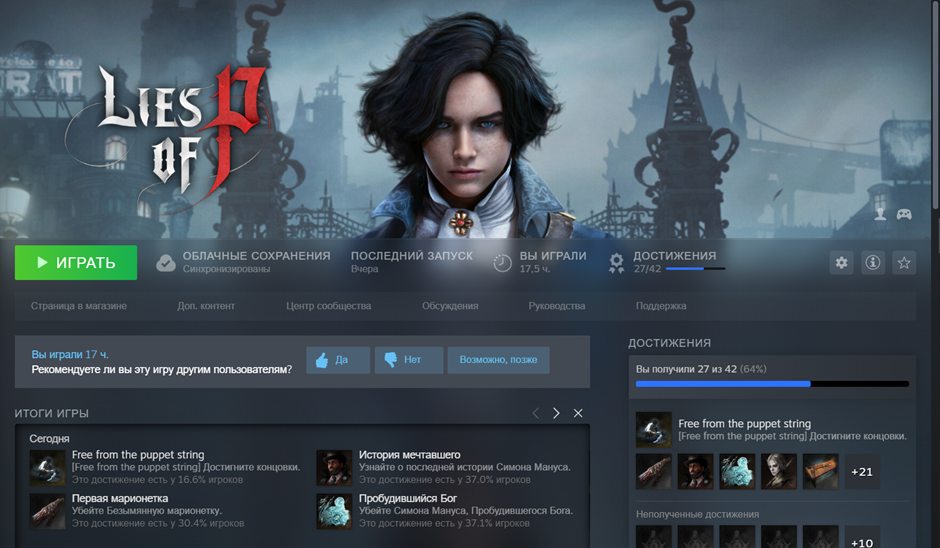 Welcome to
LIES
OF P
ИГРАТЬ
ОБЛАЧНЫЕ СОХРАНЕНИЯ
Синхронизированы
ПОСЛЕДНИЙ ЗАПУСК
Вчера
ВЫ ИГРАЛИ
17,5 ч.
ДОСТИЖЕНИЯ
27/42
Страница в магазине
Доп. контент
Центр сообщества
Обсуждения
Руководства
Поддержка
Вы играли 17 ч.
Рекомендуете ли вы эту игру другим пользователям?
Да
Нет
Возможно, позже
ДОСТИЖЕНИЯ
Вы получили 27 из 42 (64%)
Free from the puppet string
[Free from the puppet string] Достигните концовки.
+21
Неполученные достижения
+10
ИТОГИ ИГРЫ
Сегодня
Free from the puppet string
[Free from the puppet string] Достигните концовки.
Это достижение есть у 16.6% игроков
История мечтавшего
Узнайте о последней истории Симона Мануса.
Это достижение есть у 37.0% игроков
Первая марионетка
Убейте Безымянную марионетку.
Это достижение есть у 30.4% игроков
Пробудившийся Бог
Убейте Симона Мануса, Пробудившегося Бога.
Это достижение есть у 37.1% игроков